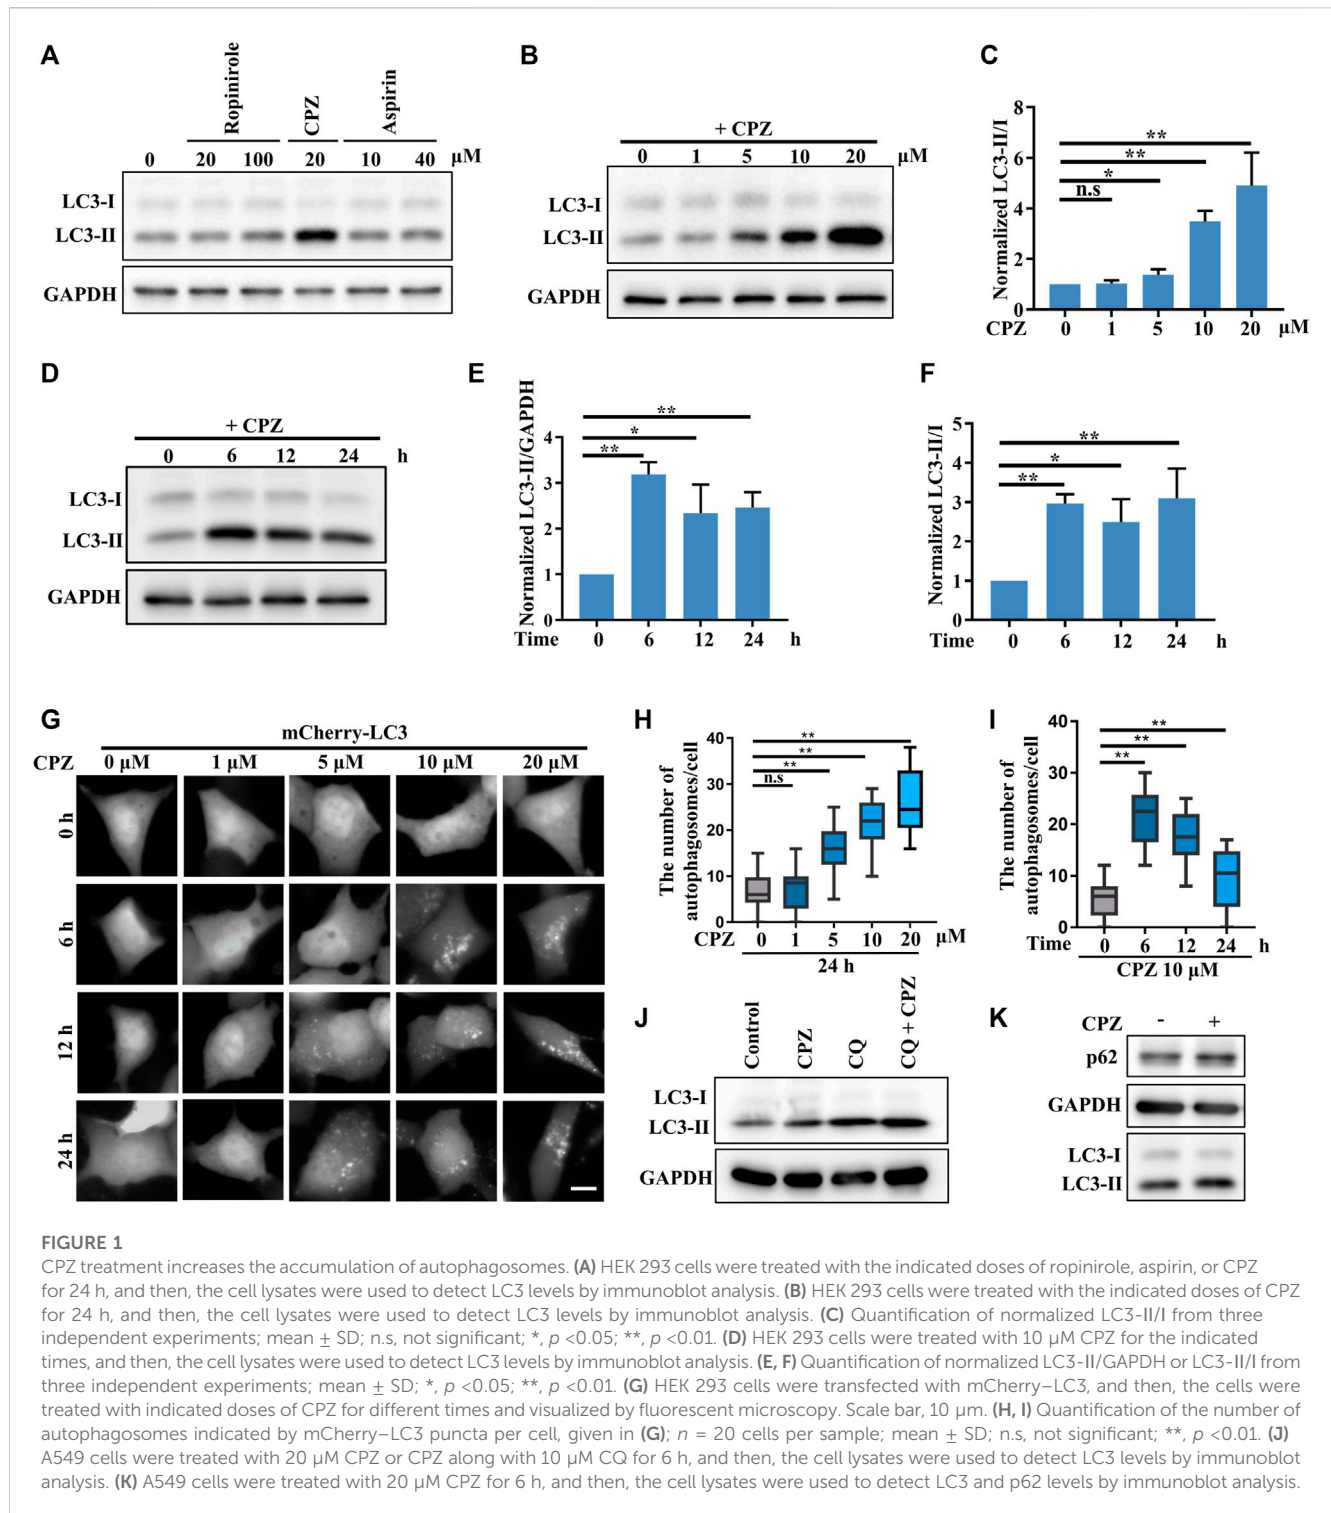 A
Ropinirole
CPZ
Aspirin
0 20 100 20 10 40 µM
LC3-I
LC3-II
GAPDH
B
+ CPZ
0 1 5 10 20 µM
LC3-I
LC3-II
GAPDH
C
Normalized LC3-II/I
8
6
4
2
0
**
**
*
n.s
CPZ 0 1 5 10 20 µM
D
+ CPZ
0 6 12 24 h
LC3-I
LC3-II
GAPDH
E
Normalized LC3-II/GAPDH
4
3
2
1
0
**
*
**
Time 0 6 12 24 h
F
Normalized LC3-II/I
5
4
3
2
1
0
**
*
**
Time 0 6 12 24 h
G
mCherry-LC3
CPZ 0 µM 1 µM 5 µM 10 µM 20 µM
0 h
6 h
12 h
24 h
H
The number of
autophagosomes/cell
40
30
20
10
0
**
**
**
n.s
CPZ 0 1 5 10 20 µM
24 h
I
The number of
autophagosomes/cell
40
30
20
10
0
**
**
**
Time 0 6 12 24 h
CPZ 10 µM
J
Control
CPZ
CQ
CQ + CPZ
LC3-I
LC3-II
GAPDH
K
CPZ - +
p62
GAPDH
LC3-I
LC3-II
FIGURE 1
CPZ treatment increases the accumulation of autophagosomes. (A) HEK 293 cells were treated with the indicated doses of ropinirole, aspirin, or CPZ
for 24 h, and then, the cell lysates were used to detect LC3 levels by immunoblot analysis. (B) HEK 293 cells were treated with the indicated doses of CPZ
for 24 h, and then, the cell lysates were used to detect LC3 levels by immunoblot analysis. (C) Quantification of normalized LC3-II/I from three
independent experiments; mean ± SD; n.s, not significant; *, p <0.05; **, p <0.01. (D) HEK 293 cells were treated with 10 µM CPZ for the indicated
times, and then, the cell lysates were used to detect LC3 levels by immunoblot analysis. (E, F) Quantification of normalized LC3-II/GAPDH or LC3-II/I from
three independent experiments; mean ± SD; *, p <0.05; **, p <0.01. (G) HEK 293 cells were transfected with mCherry–LC3, and then, the cells were
treated with indicated doses of CPZ for different times and visualized by fluorescent microscopy. Scale bar, 10 µm. (H, I) Quantification of the number of
autophagosomes indicated by mCherry–LC3 puncta per cell, given in (G); n = 20 cells per sample; mean ± SD; n.s, not significant; **, p <0.01. (J)
A549 cells were treated with 20 µM CPZ or CPZ along with 10 µM CQ for 6 h, and then, the cell lysates were used to detect LC3 levels by immunoblot
analysis. (K) A549 cells were treated with 20 µM CPZ for 6 h, and then, the cell lysates were used to detect LC3 and p62 levels by immunoblot analysis.